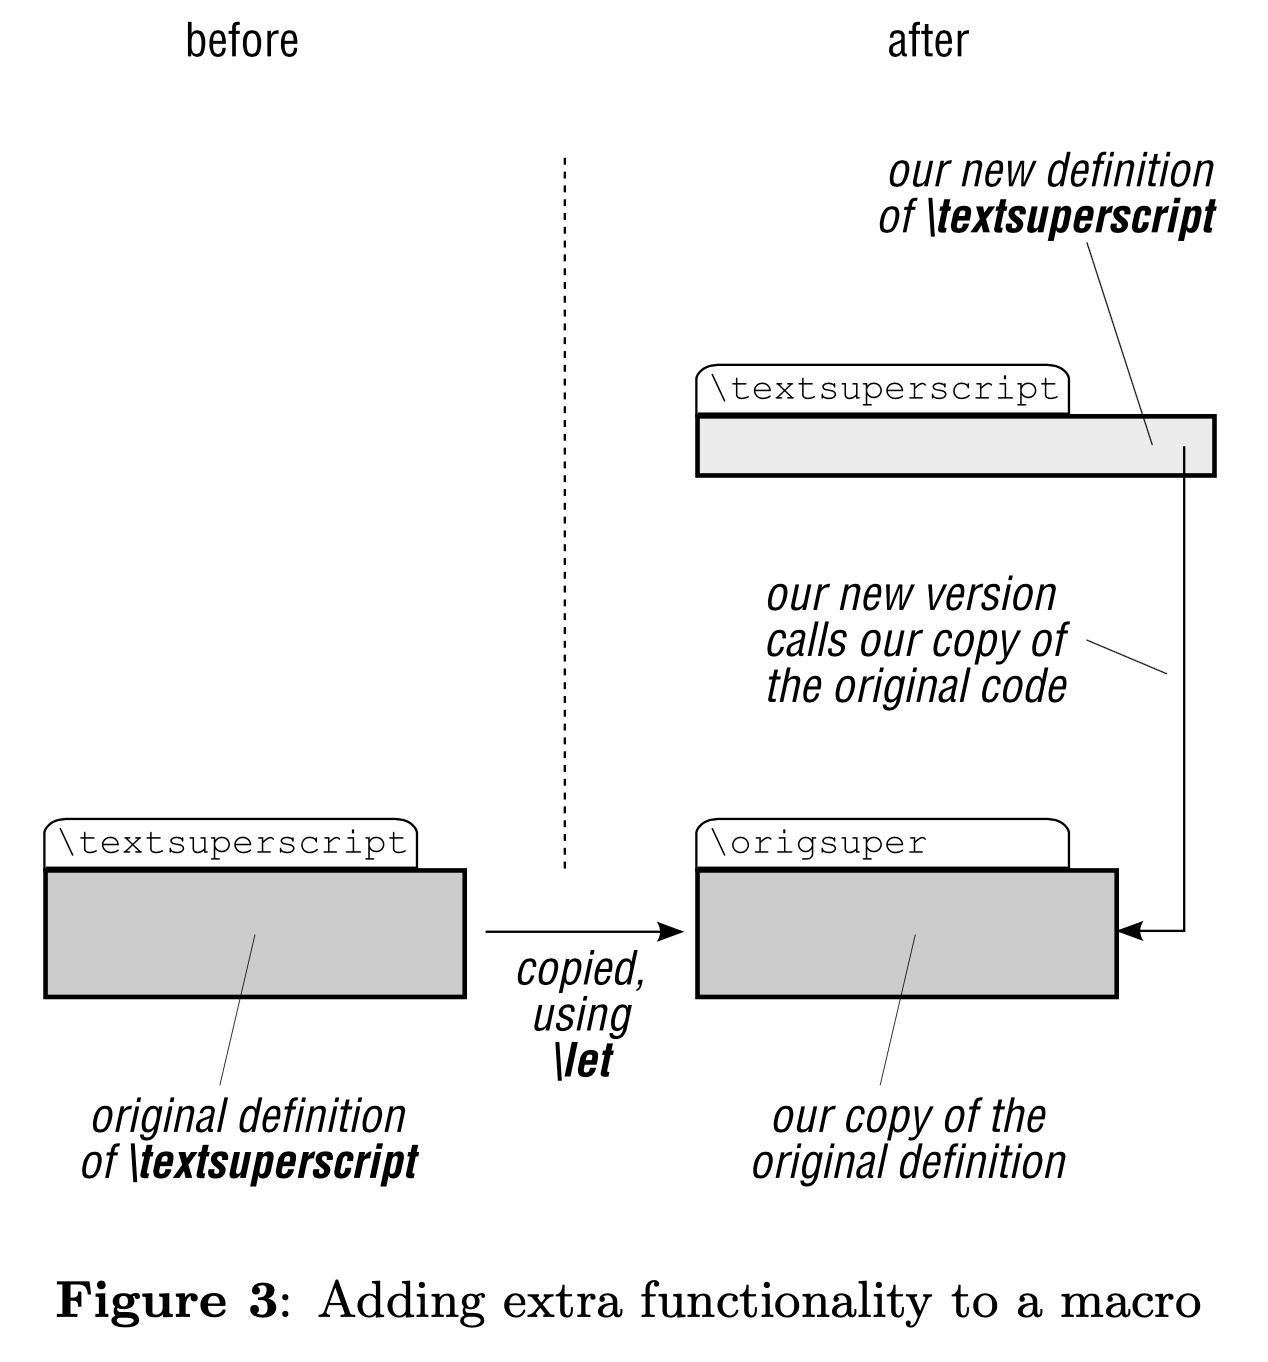 before
after
our new definition
of \textsuperscript
\textsuperscript
our new version
calls our copy of
the original code
\textsuperscript
\origsuper
copied,
using
\let
original definition
of \textsuperscript
our copy of the
original definition
Figure 3: Adding extra functionality to a macro